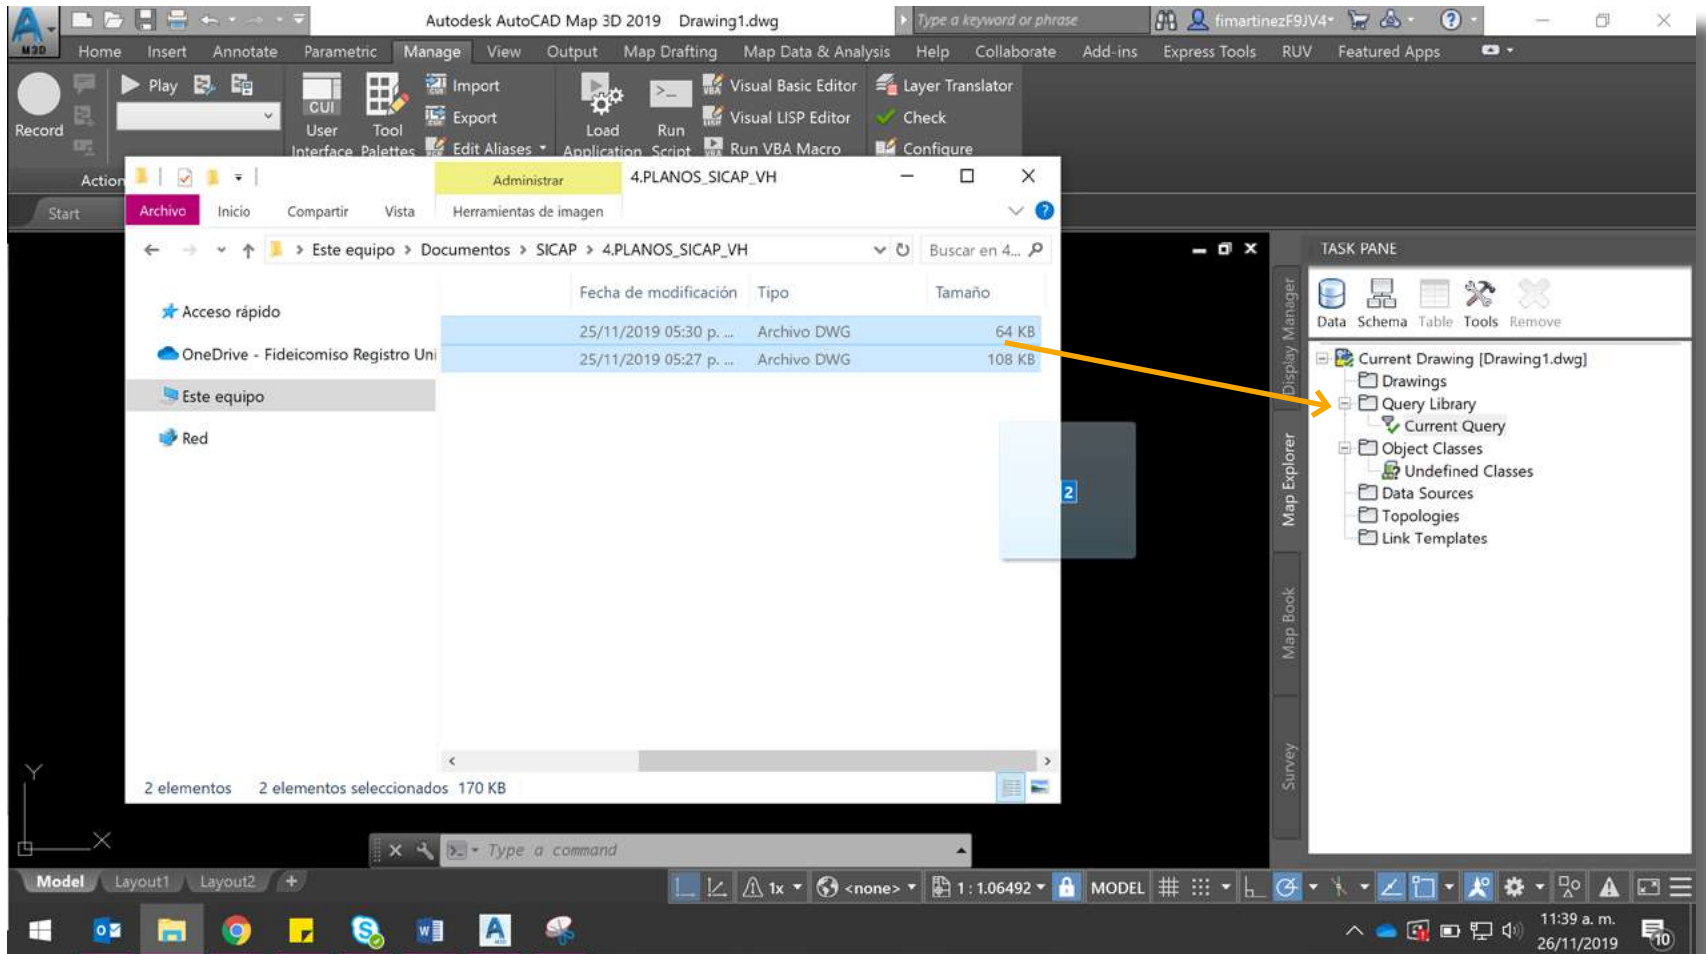 Autodesk AutoCAD Map 3D 2019 Drawing1.dwg
Type a keyword or phrase
fimartinezF9JV4
M3D
Home Insert Annotate Parametric Manage View Output Map Drafting Map Data & Analysis Help Collaborate Add-ins Express Tools RUV Featured Apps
Record
Play
CUI
User
Interface
Tool
Palettes
Import
Export
Edit Aliases
Load
Application
Run
Script
Visual Basic Editor
Visual LISP Editor
Run VBA Macro
Layer Translator
Check
Configure
Action
Start
Administrar
4.PLANOS_SICAP_VH
Archivo Inicio Compartir Vista Herramientas de imagen
> Este equipo > Documentos > SICAP > 4.PLANOS_SICAP_VH
Buscar en 4...
Fecha de modificación Tipo Tamaño
25/11/2019 05:30 p. ... Archivo DWG 64 KB
25/11/2019 05:27 p. ... Archivo DWG 108 KB
Acceso rápido
OneDrive - Fideicomiso Registro Uni
Este equipo
Red
2
2 elementos 2 elementos seleccionados 170 KB
TASK PANE
Data Schema Table Tools Remove
Display Manager
Map Explorer
Map Book
Survey
Current Drawing [Drawing1.dwg]
Drawings
Query Library
Current Query
Object Classes
Undefined Classes
Data Sources
Topologies
Link Templates
Y
X
Type a command
Model Layout1 Layout2 +
1x <none> 1 : 1.06492 MODEL
11:39 a. m.
26/11/2019
10